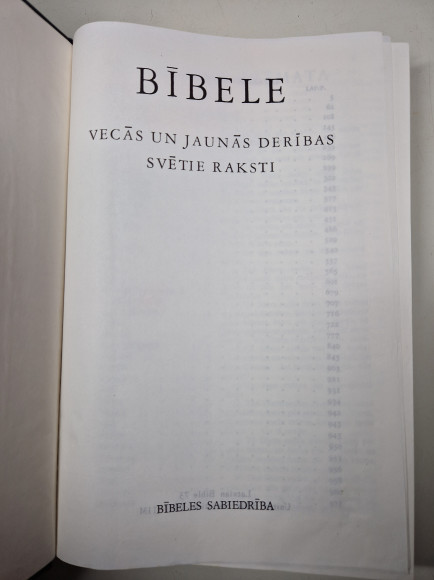 BĪBELE
VECĀS UN JAUNĀS DERĪBAS
SVĒTIE RAKSTI
BĪBELES SABIEDRĪBA